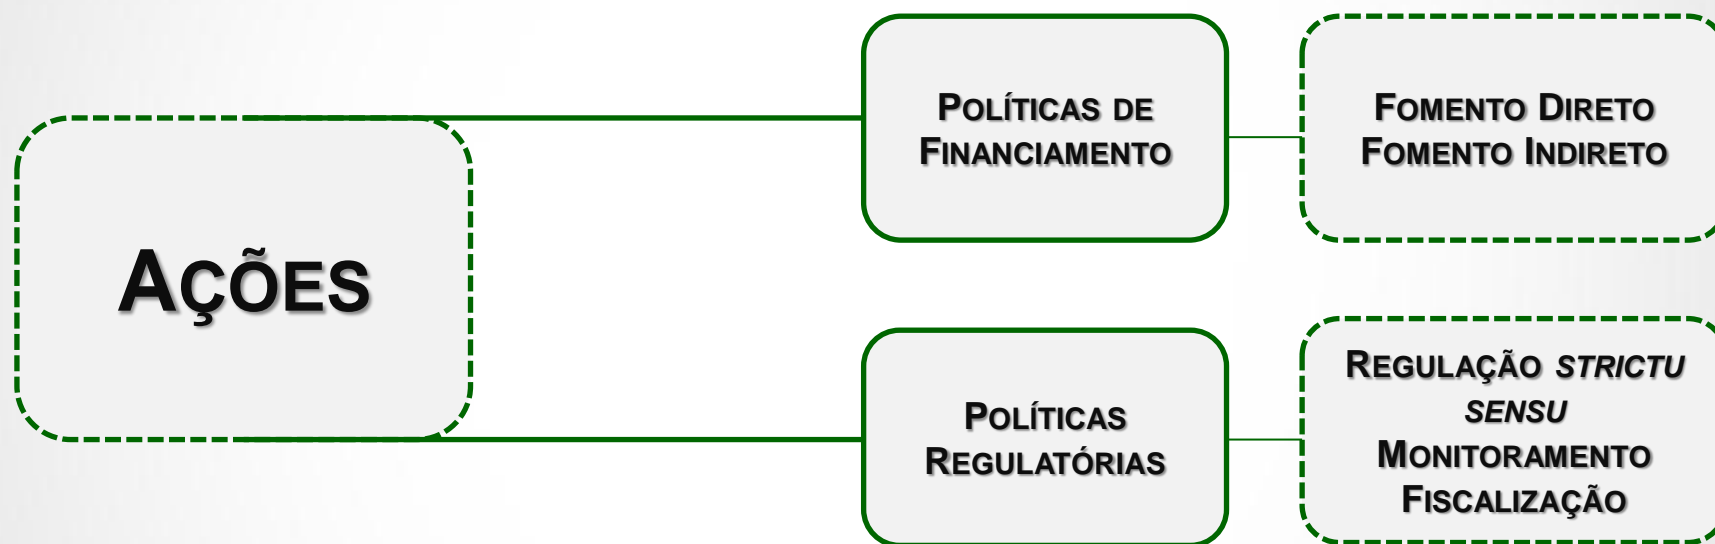 AÇÕES
POLÍTICAS DE
FINANCIAMENTO
FOMENTO DIRETO
FOMENTO INDIRETO
POLÍTICAS
REGULATÓRIAS
REGULAÇÃO STRICTU
SENSU
MONITORAMENTO
FISCALIZAÇÃO